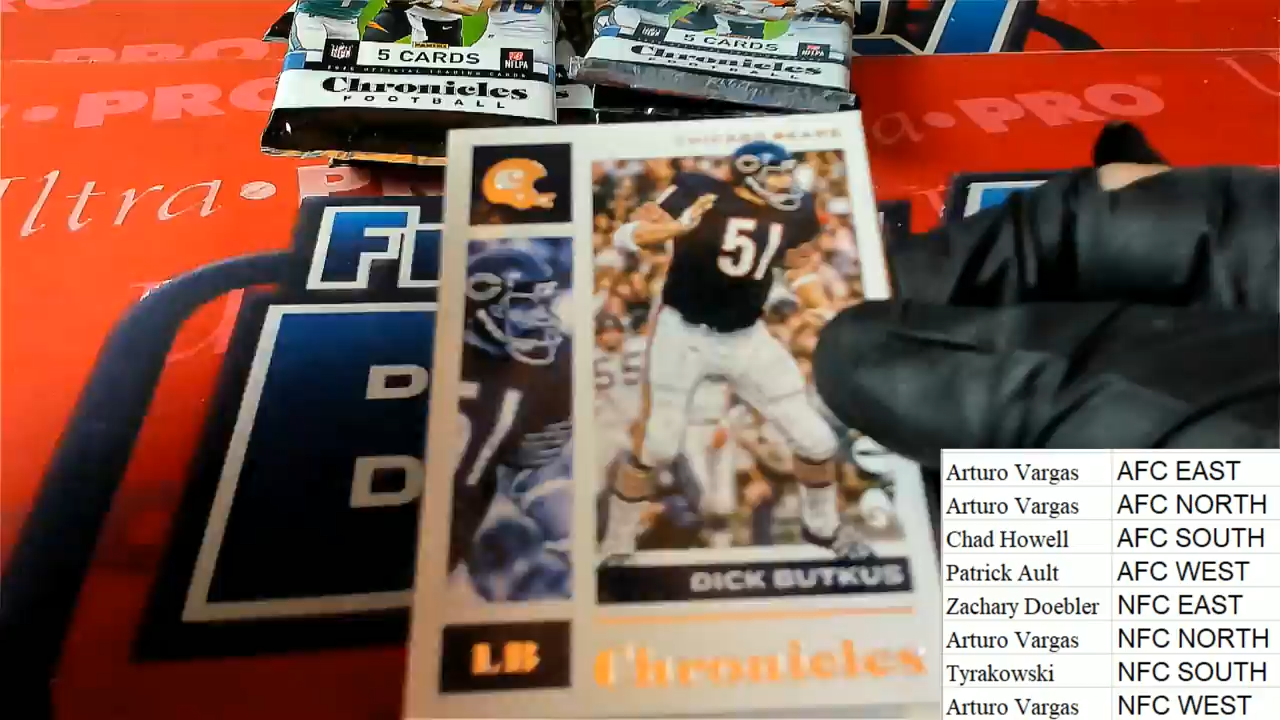 5 CARDS
NFLPA
Chronicles
FOOTBALL
5 CARDS
NFLPA
Chronicles
FOOTBALL
PRO
Ultra PRO
PRO
CHICAGO BEARS
51
DICK BUTKUS
LB
Chronicles
Arturo Vargas AFC EAST
Arturo Vargas AFC NORTH
Chad Howell AFC SOUTH
Patrick Ault AFC WEST
Zachary Doebler NFC EAST
Arturo Vargas NFC NORTH
Tyrakowski NFC SOUTH
Arturo Vargas NFC WEST